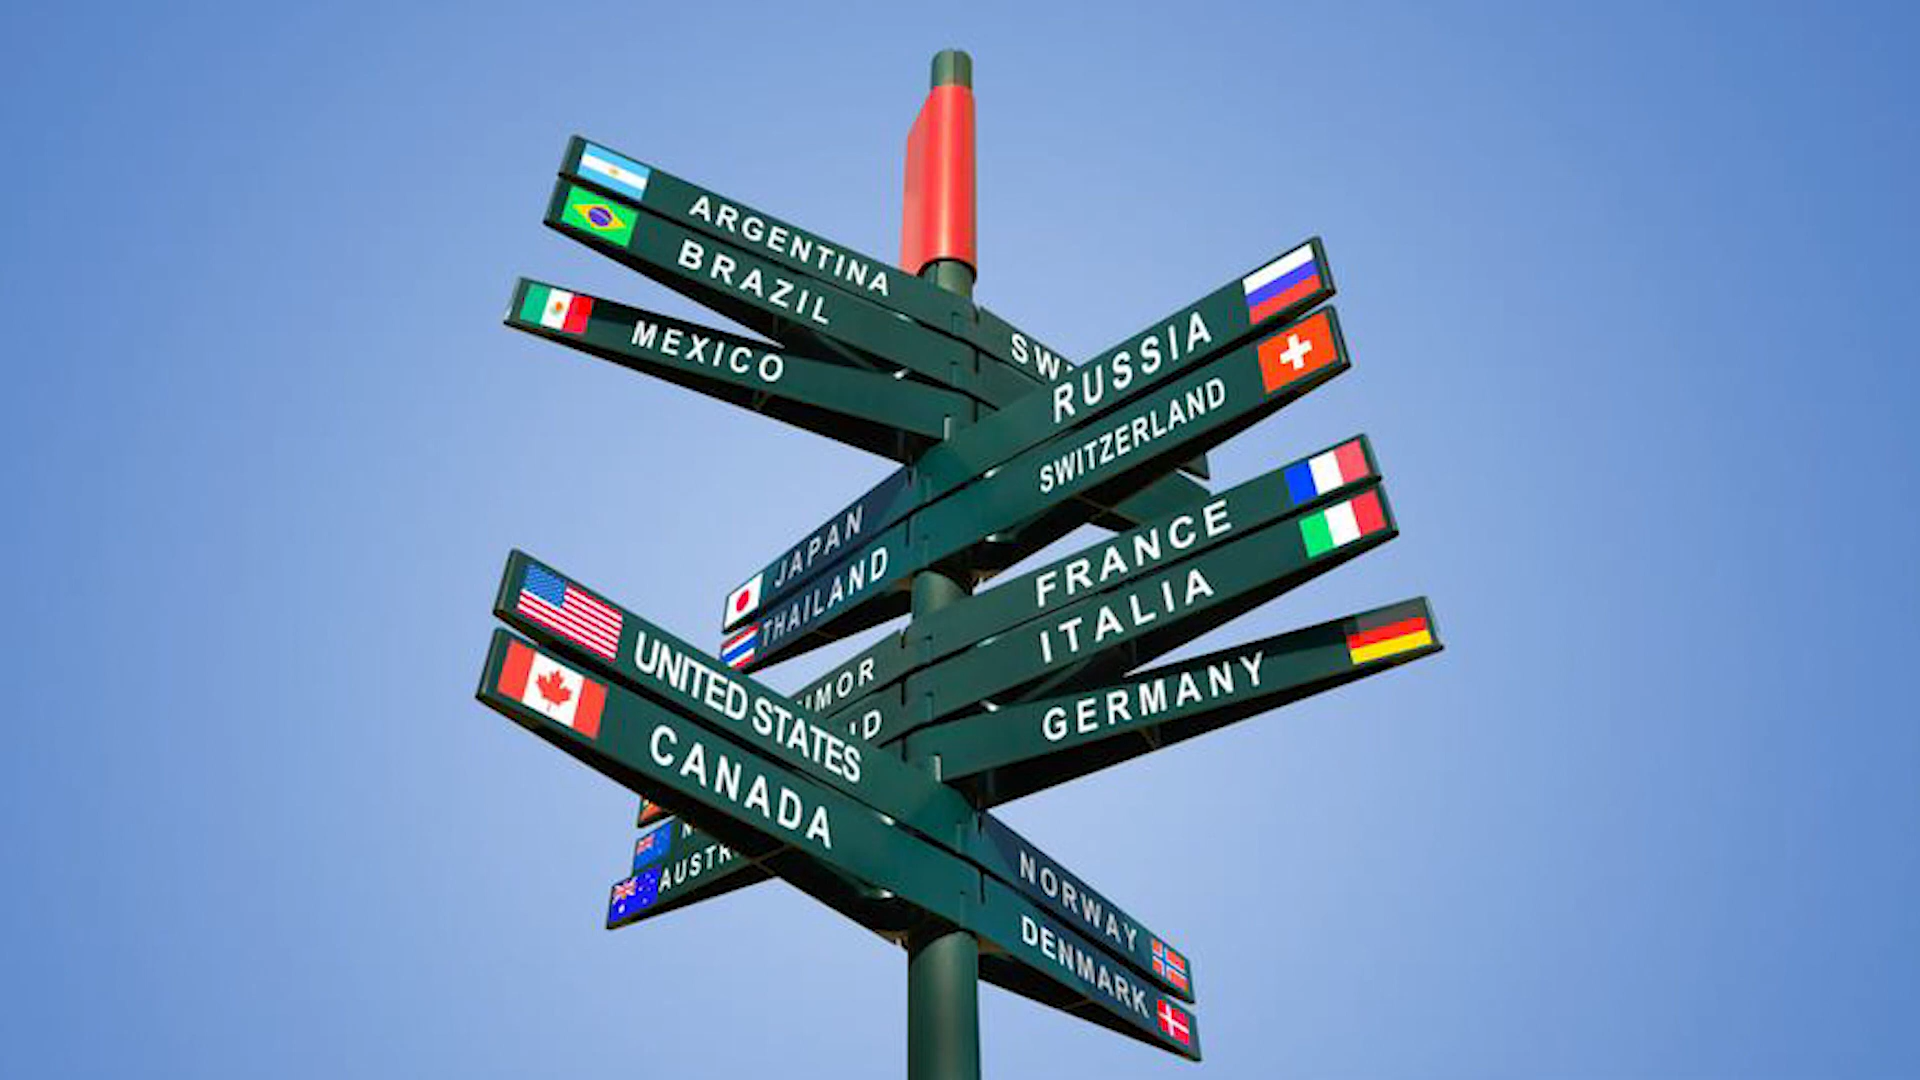 ARGENTINA
BRAZIL
MEXICO
RUSSIA
SWITZERLAND
JAPAN
THAILAND
FRANCE
ITALIA
GERMANY
UNITED STATES
CANADA
NORWAY
DENMARK